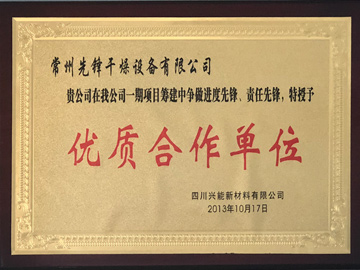 常州先锋干燥设备有限公司
贵公司在我公司一期项目筹建中争做进度先锋、责任先锋,特授予
优质合作单位
四川兴能新材料有限公司
2013年10月17日